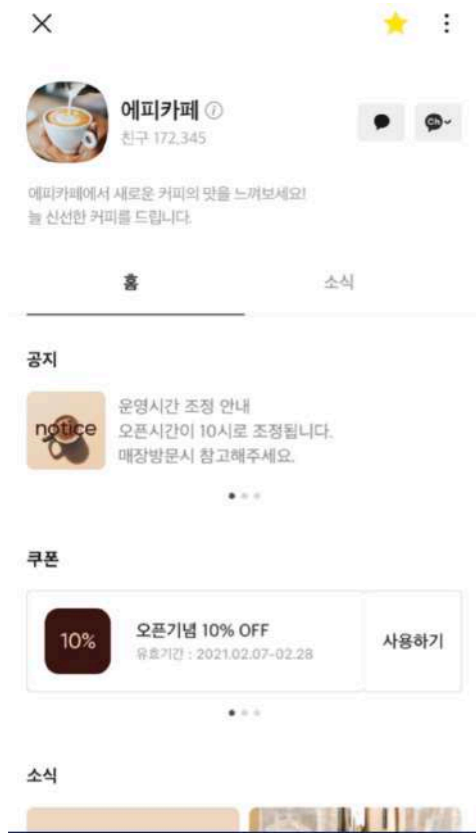 에피카페
친구 172,345
Ch
에피카페에서 새로운 커피의 맛을 느껴보세요!
늘 신선한 커피를 드립니다.
홈
소식
공지
notice
운영시간 조정 안내
오픈시간이 10시로 조정됩니다.
매장방문시 참고해주세요.
쿠폰
10%
오픈기념 10% OFF
유효기간 : 2021.02.07-02.28
사용하기
소식